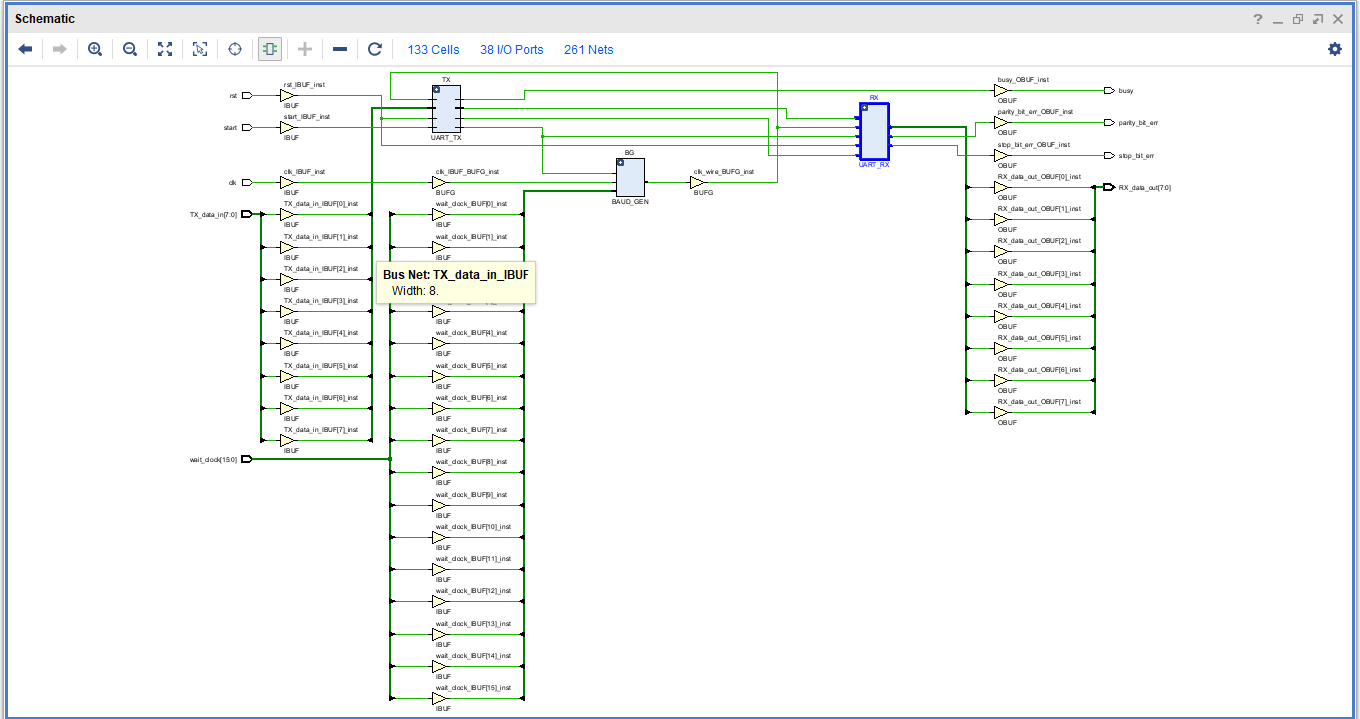 Schematic
133 Cells 38 I/O Ports 261 Nets
TX
rst_IBUF_inst
rst
IBUF
start_IBUF_inst
start
IBUF
UART_TX
clk_IBUF_inst
clk
IBUF
clk_IBUF_BUFG_inst
BUFG
BG
BAUD_GEN
clk_wire_BUFG_inst
BUFG
RX
UART_RX
busy_OBUF_inst
busy
OBUF
parity_bit_err_OBUF_inst
parity_bit_err
OBUF
stop_bit_err_OBUF_inst
stop_bit_err
OBUF
RX_data_out_OBUF[0]_inst
RX_data_out[7:0]
OBUF
RX_data_out_OBUF[1]_inst
OBUF
RX_data_out_OBUF[2]_inst
OBUF
RX_data_out_OBUF[3]_inst
OBUF
RX_data_out_OBUF[4]_inst
OBUF
RX_data_out_OBUF[5]_inst
OBUF
RX_data_out_OBUF[6]_inst
OBUF
RX_data_out_OBUF[7]_inst
OBUF
TX_data_in[7:0]
TX_data_in_IBUF[0]_inst
IBUF
TX_data_in_IBUF[1]_inst
IBUF
TX_data_in_IBUF[2]_inst
IBUF
TX_data_in_IBUF[3]_inst
IBUF
TX_data_in_IBUF[4]_inst
IBUF
TX_data_in_IBUF[5]_inst
IBUF
TX_data_in_IBUF[6]_inst
IBUF
TX_data_in_IBUF[7]_inst
IBUF
wait_clock[15:0]
wait_clock_IBUF[0]_inst
IBUF
wait_clock_IBUF[1]_inst
IBUF
Bus Net: TX_data_in_IBUF
Width: 8.
IBUF
wait_clock_IBUF[4]_inst
IBUF
wait_clock_IBUF[5]_inst
IBUF
wait_clock_IBUF[6]_inst
IBUF
wait_clock_IBUF[7]_inst
IBUF
wait_clock_IBUF[8]_inst
IBUF
wait_clock_IBUF[9]_inst
IBUF
wait_clock_IBUF[10]_inst
IBUF
wait_clock_IBUF[11]_inst
IBUF
wait_clock_IBUF[12]_inst
IBUF
wait_clock_IBUF[13]_inst
IBUF
wait_clock_IBUF[14]_inst
IBUF
wait_clock_IBUF[15]_inst
IBUF